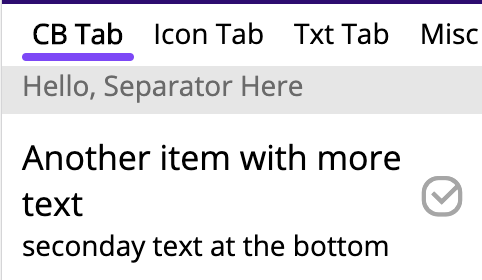 CB Tab Icon Tab Txt Tab Misc
Hello, Separator Here
Another item with more
text
seconday text at the bottom